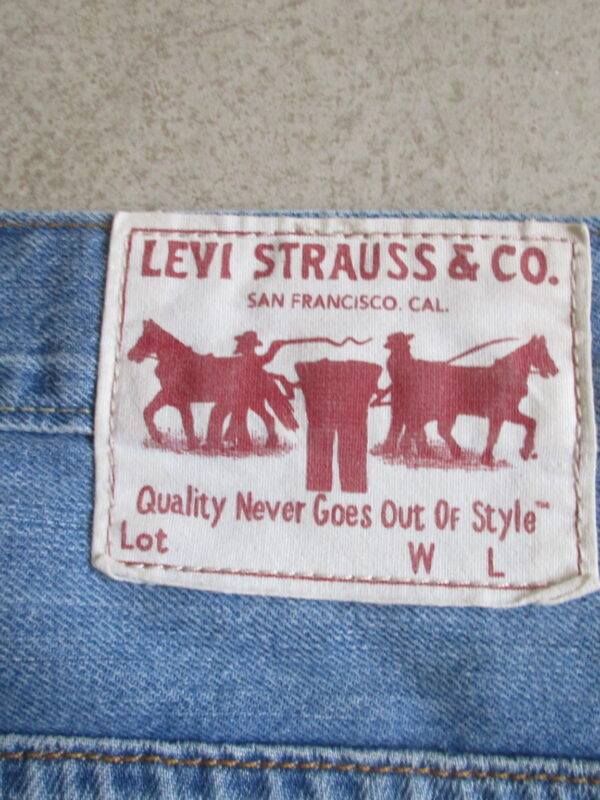 LEVI STRAUSS & CO.
SAN FRANCISCO. CAL.
Quality Never Goes Out Of Style™
Lot W L